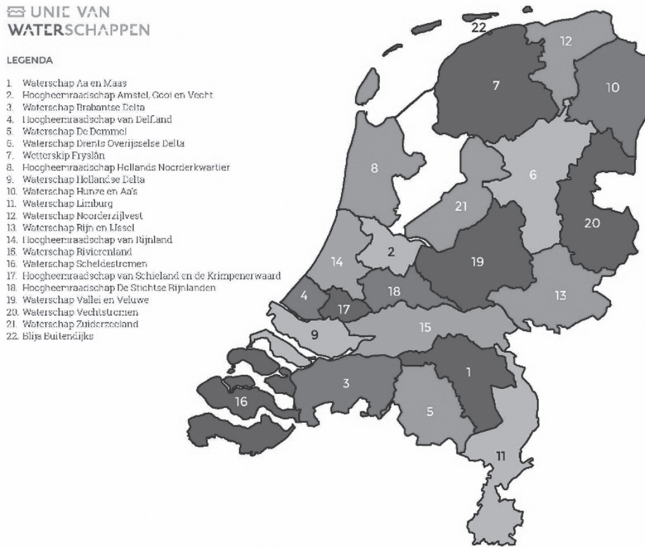 UNIE VAN
WATERSCHAPPEN
LEGENDA
1. Waterschap Aa en Maas
2. Hoogheemraadschap Amstel, Gooi en Vecht
3. Waterschap Brabantse Delta
4. Hoogheemraadschap van Delfland
5. Waterschap De Dommel
6. Waterschap Drents Overijsselse Delta
7. Wetterskip Fryslân
8. Hoogheemraadschap Hollands Noorderkwartier
9. Waterschap Hollandse Delta
10. Waterschap Hunze en Aa's
11. Waterschap Limburg
12. Waterschap Noorderzijlvest
13. Waterschap Rijn en IJssel
14. Hoogheemraadschap van Rijnland
15. Waterschap Rivierenland
16. Waterschap Scheldestromen
17. Hoogheemraadschap van Schieland en de Krimpenerwaard
18. Hoogheemraadschap De Stichtse Rijnlanden
19. Waterschap Vallei en Veluwe
20. Waterschap Vechtstromen
21. Waterschap Zuiderzeeland
22. Blija Buitendijks
22
12
7
10
8
6
21
20
2
14
19
18
13
4
17
15
9
1
3
16
5
11